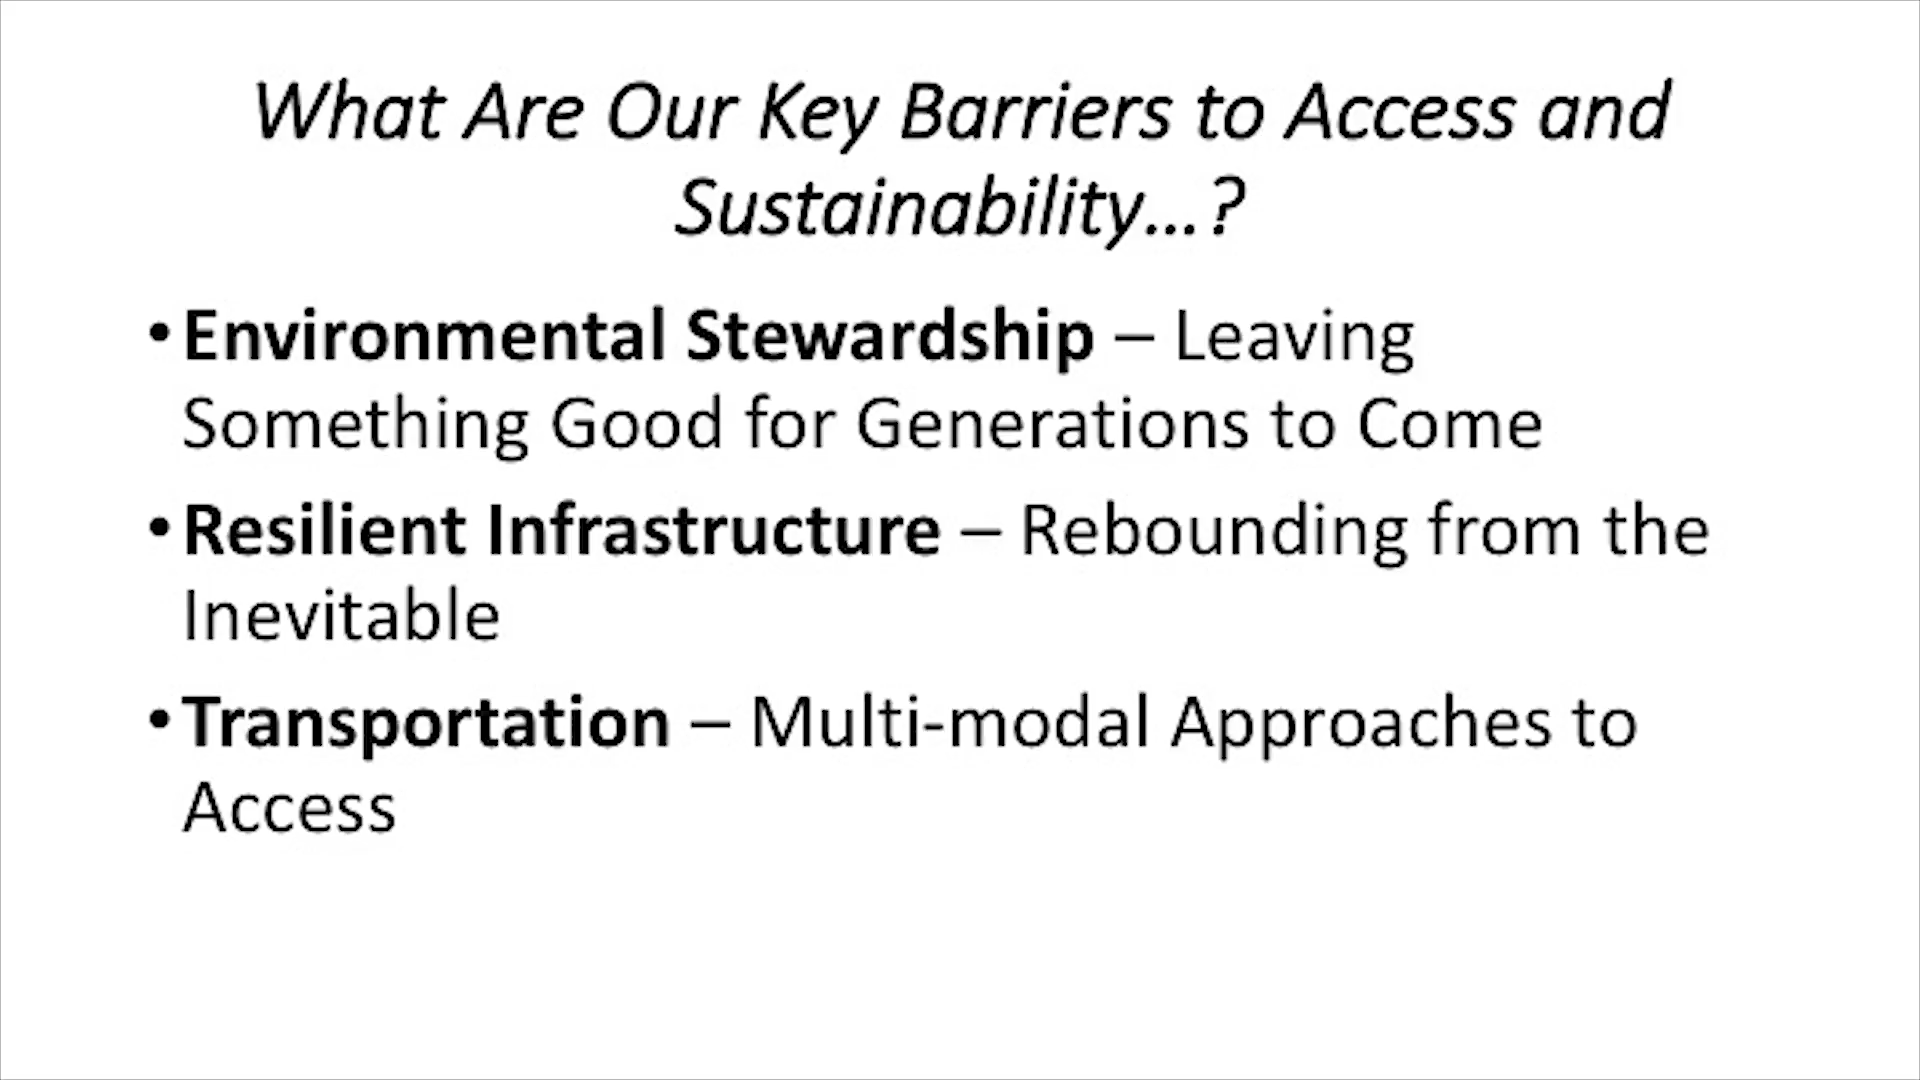 What Are Our Key Barriers to Access and
Sustainability...?
• Environmental Stewardship – Leaving
Something Good for Generations to Come
• Resilient Infrastructure – Rebounding from the
Inevitable
• Transportation – Multi-modal Approaches to
Access